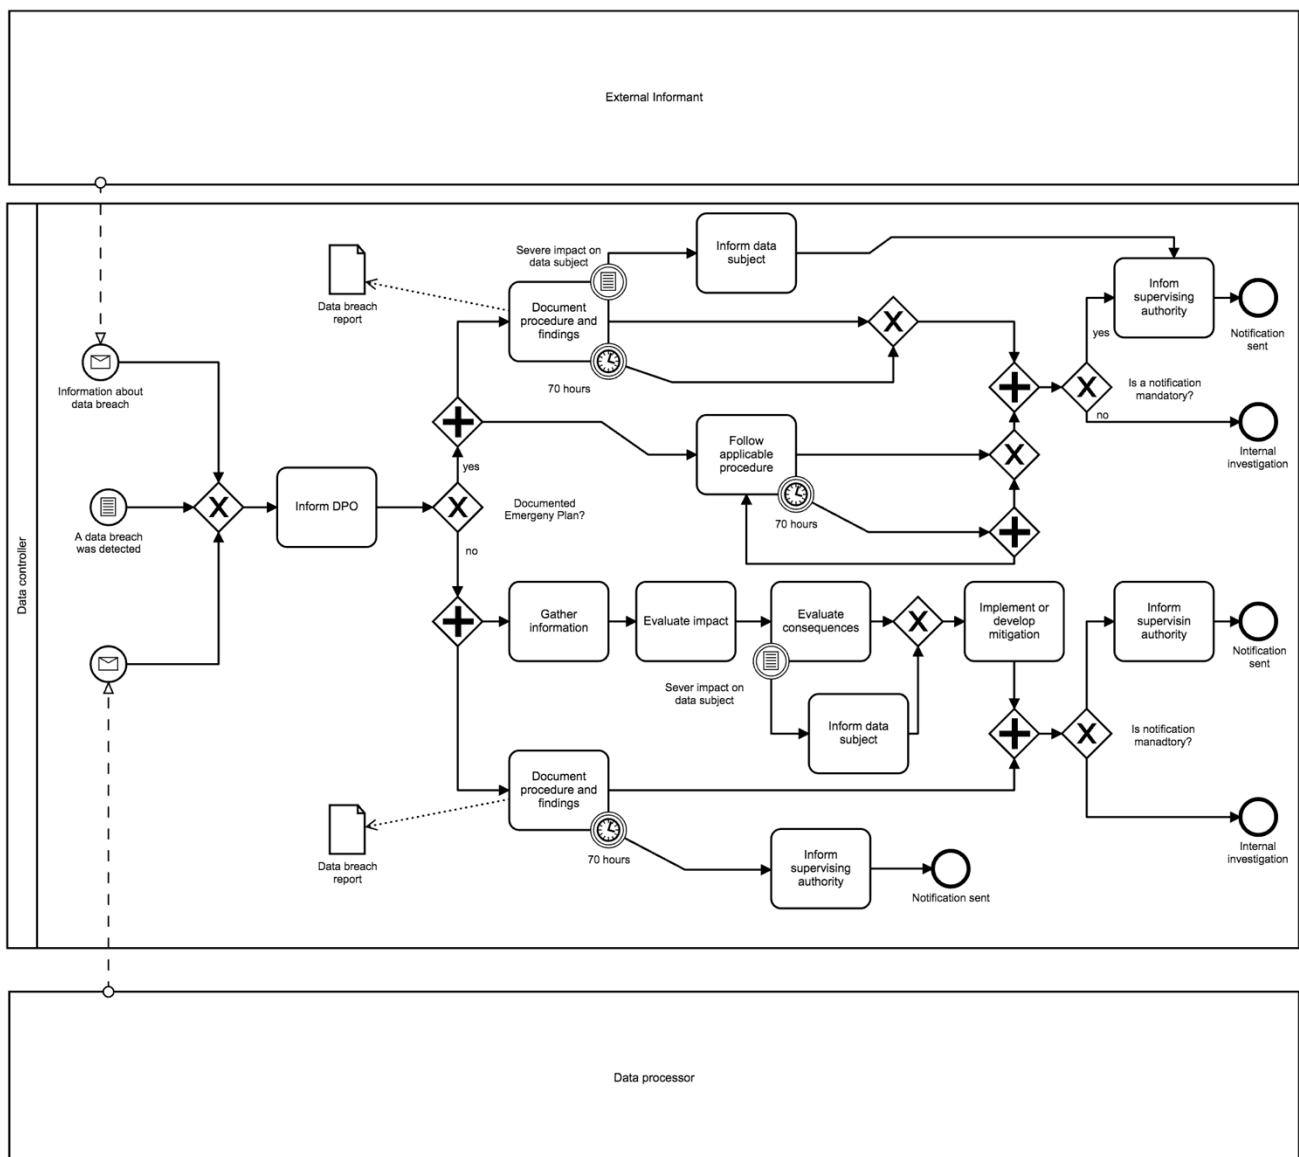 External Informant
Data controller
Severe impact on
data subject
Inform data
subject
Infom
supervising
authority
Data breach
report
Document
procedure and
findings
yes
Notification
sent
Information about
data breach
70 hours
Is a notification
mandatory?
no
Follow
applicable
procedure
Internal
investigation
yes
Inform DPO
Documented
Emergeny Plan?
70 hours
A data breach
was detected
no
Gather
information
Evaluate impact
Evaluate
consequences
Implement or
develop
mitigation
Inform
supervisin
authority
Notification
sent
Sever impact on
data subject
Inform data
subject
Is notification
manadtory?
Document
procedure and
findings
Data breach
report
70 hours
Inform
supervising
authority
Notification sent
Internal
investigation
Data processor